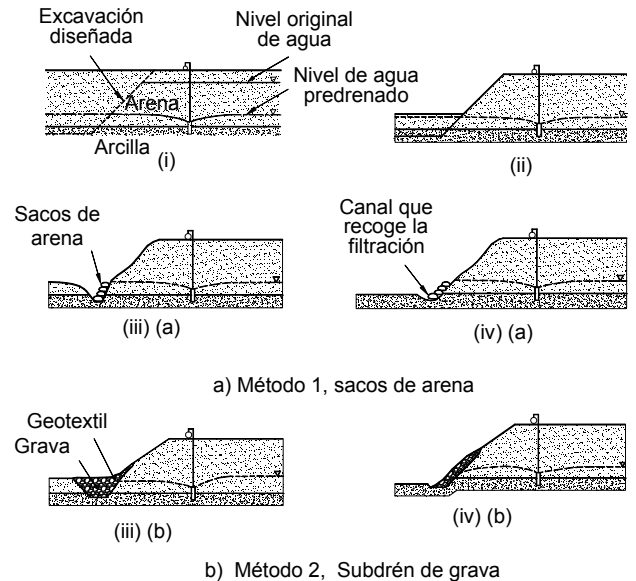 Excavación
diseñada
Nivel original
de agua
Arena
Nivel de agua
predrenado
Arcilla
(i)
(ii)
Sacos de
arena
Canal que
recoge la
filtración
(iii) (a)
(iv) (a)
a) Método 1, sacos de arena
Geotextil
Grava
(iii) (b)
(iv) (b)
b) Método 2, Subdrén de grava